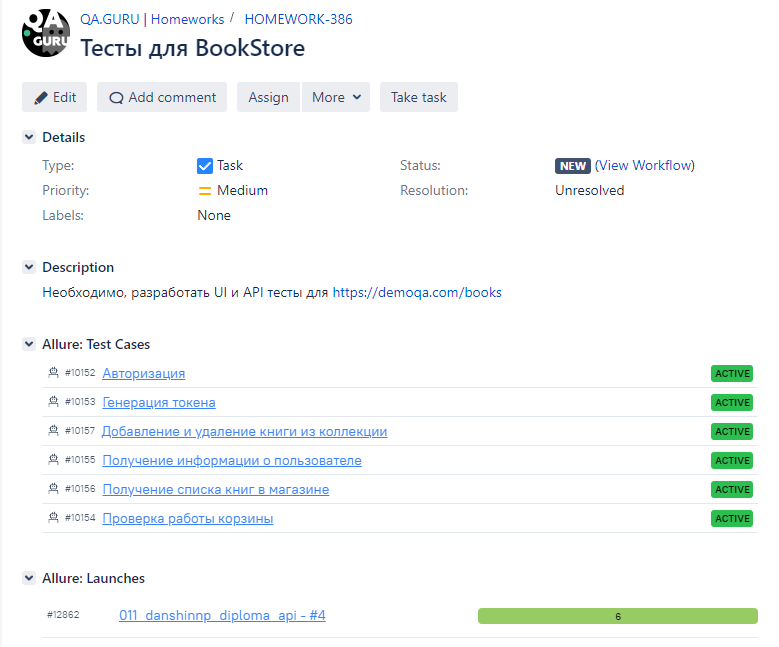 QA
GURU
QA.GURU | Homeworks / HOMEWORK-386
Тесты для BookStore
Edit Add comment Assign More Take task
Details
Type: Task Status: NEW (View Workflow)
Priority: Medium Resolution: Unresolved
Labels: None
Description
Необходимо, разработать UI и API тесты для https://demoqa.com/books
Allure: Test Cases
#10152 Авторизация ACTIVE
#10153 Генерация токена ACTIVE
#10157 Добавление и удаление книги из коллекции ACTIVE
#10155 Получение информации о пользователе ACTIVE
#10156 Получение списка книг в магазине ACTIVE
#10154 Проверка работы корзины ACTIVE
Allure: Launches
#12862 011_danshinnp_diploma_api - #4 6